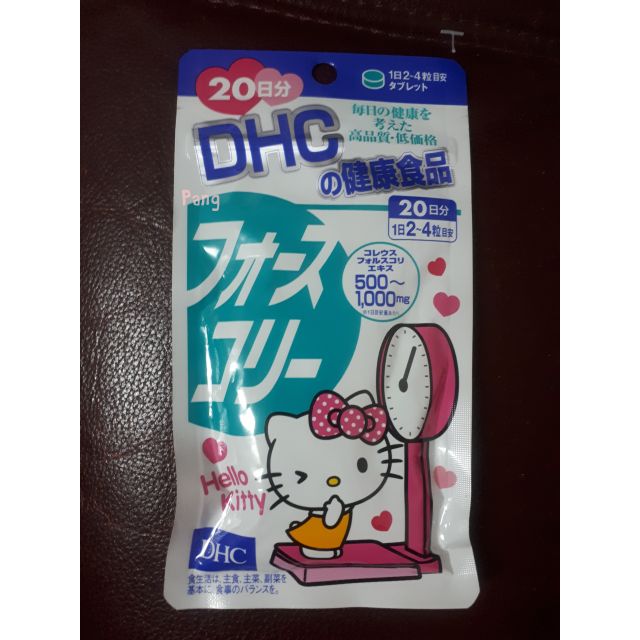 20日分
1日2~4粒目安
タブレット
毎日の健康を
考えた
高品質・低価格
DHC
の健康食品
Pang
20日分
1日2~4粒目安
コレウス
フォルスコリ
エキス
500~
1,000mg
フォース
コリー
Hello
Kitty
DHC
食生活は、主食、主菜、副菜を
基本に、食事のバランスを。